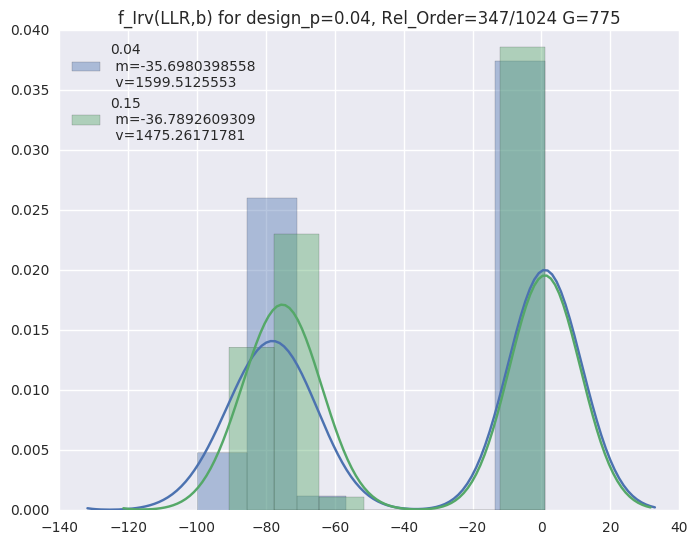 f_Irv(LLR,b) for design_p=0.04, Rel_Order=347/1024 G=775
0.040
0.035
0.030
0.025
0.020
0.015
0.010
0.005
0.000
0.04
m=-35.6980398558
v=1599.5125553
0.15
m=-36.7892609309
v=1475.26171781
−140 −120 −100 −80 −60 −40 −20 0 20 40